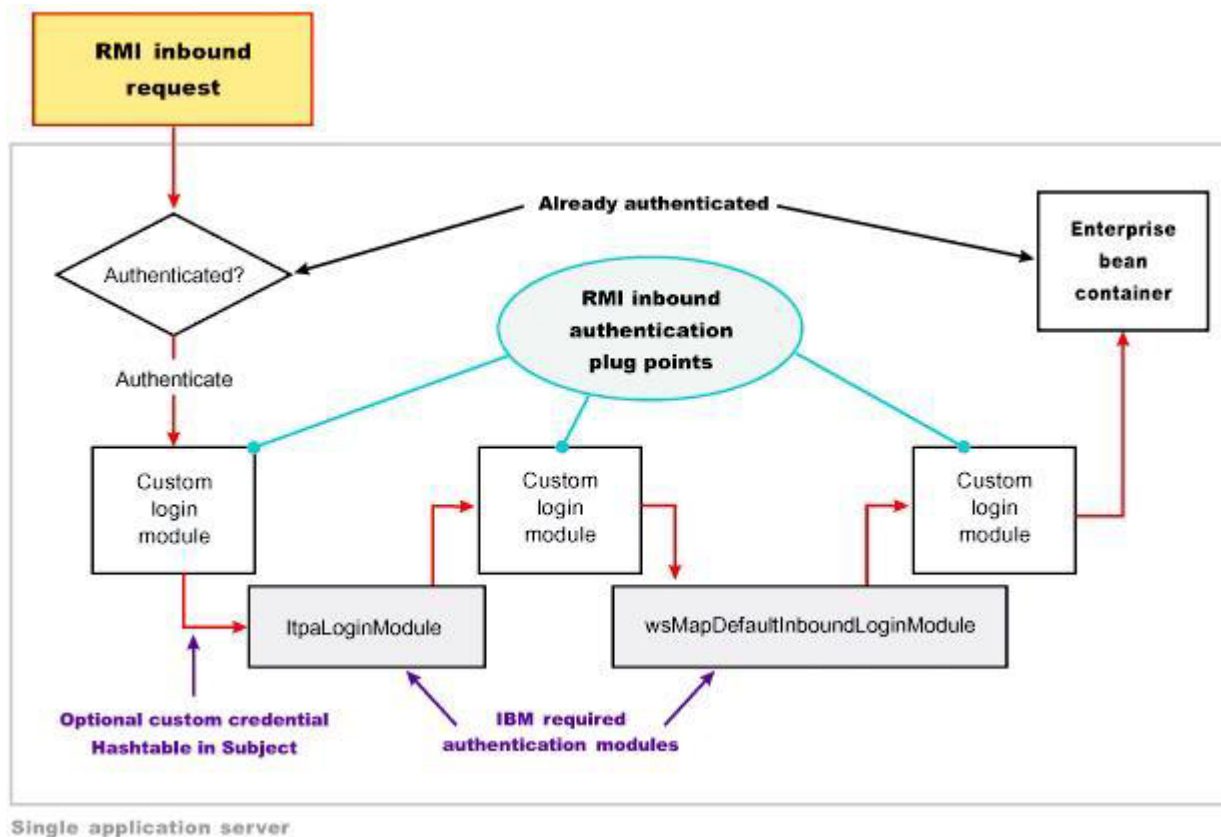 RMI inbound
request
Already authenticated
Enterprise
bean
container
Authenticated?
RMI inbound
authentication
plug points
Authenticate
Custom
login
module
Custom
login
module
Custom
login
module
ltpaLoginModule
wsMapDefaultInboundLoginModule
Optional custom credential
Hashtable in Subject
IBM required
authentication modules
Single application server